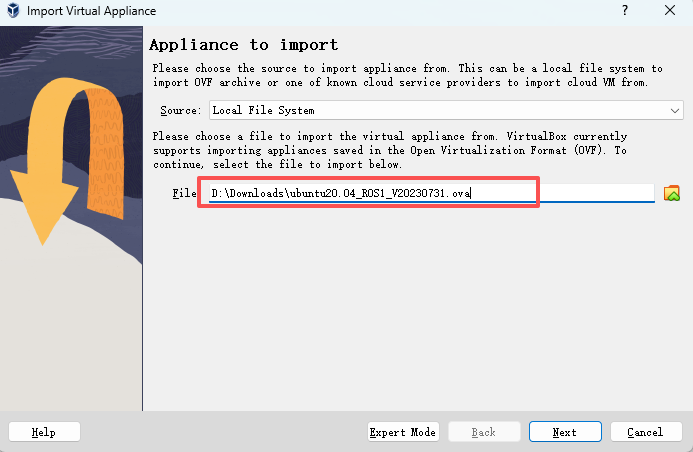 Import Virtual Appliance
?
Appliance to import
Please choose the source to import appliance from. This can be a local file system to
import OVF archive or one of known cloud service providers to import cloud VM from.
Source: Local File System
Please choose a file to import the virtual appliance from. VirtualBox currently
supports importing appliances saved in the Open Virtualization Format (OVF). To
continue, select the file to import below.
File D:\Downloads\ubuntu20.04_ROS1_V20230731.ova
Help Expert Mode Back Next Cancel